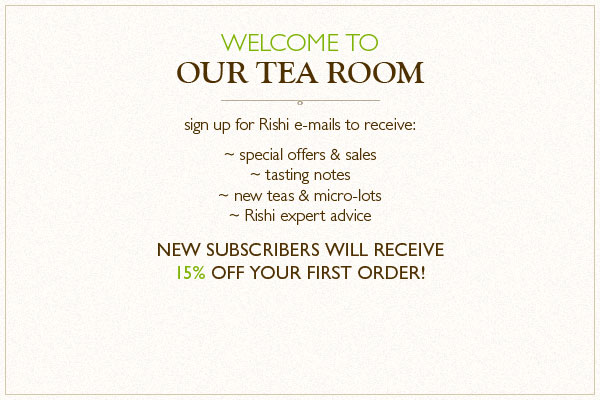 WELCOME TO
OUR TEA ROOM
sign up for Rishi e-mails to receive:
~ special offers & sales
~ tasting notes
~ new teas & micro-lots
~ Rishi expert advice
NEW SUBSCRIBERS WILL RECEIVE
15% OFF YOUR FIRST ORDER!